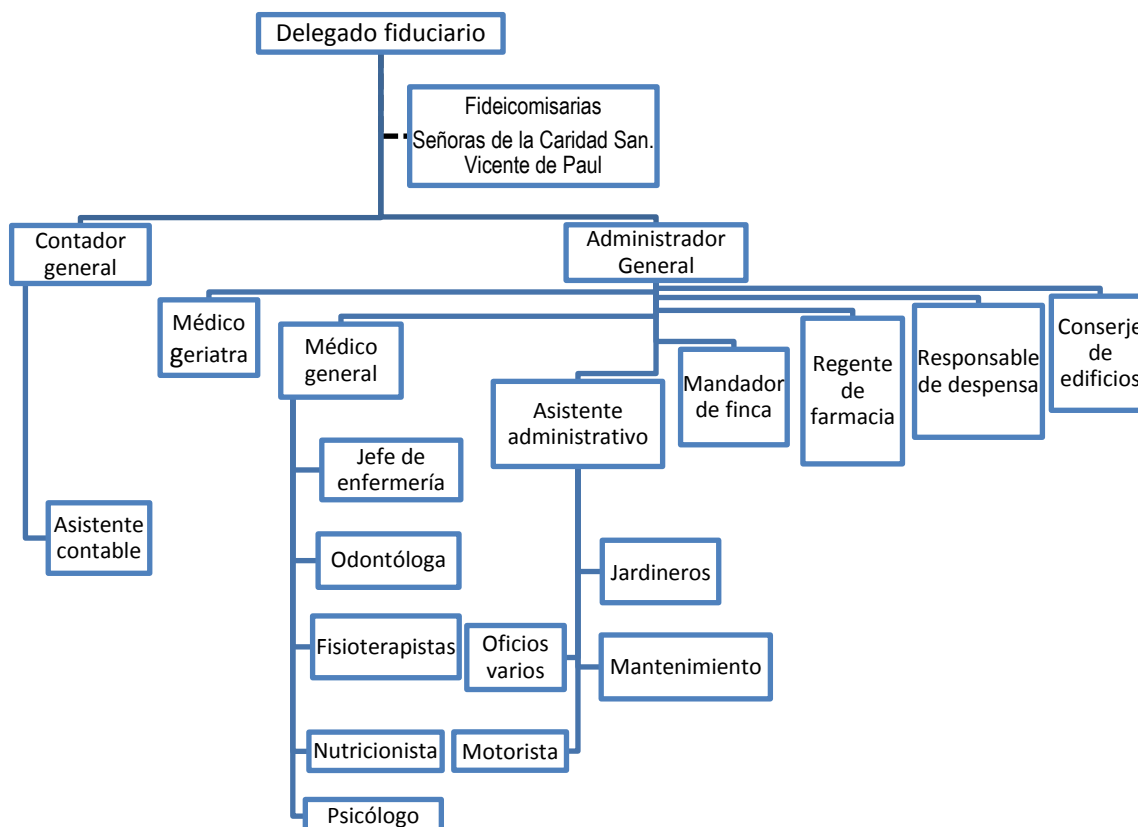 Delegado fiduciario
Fideicomisarias
Señoras de la Caridad San.
Vicente de Paul
Contador
general
Administrador
General
Médico
geriatra
Médico
general
Asistente
administrativo
Mandador
de finca
Regente
de
farmacia
Responsable
de despensa
Conserje
de
edificios
Jefe de
enfermería
Asistente
contable
Odontóloga
Jardineros
Fisioterapistas
Oficios
varios
Mantenimiento
Nutricionista
Motorista
Psicólogo